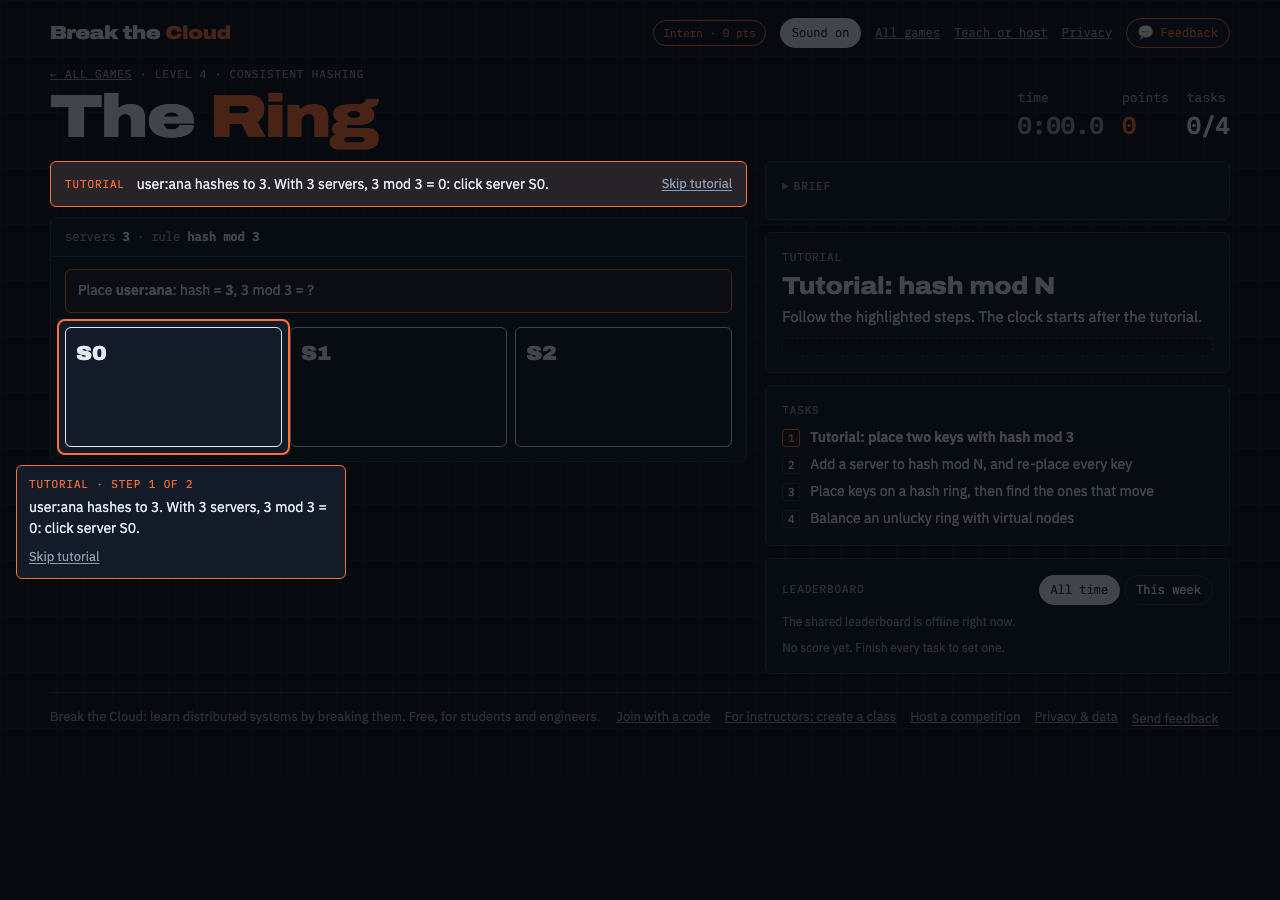 Break the Cloud
Intern · 0 pts
Sound on
All games
Teach or host
Privacy
💬 Feedback
← ALL GAMES · LEVEL 4 · CONSISTENT HASHING
The Ring
time
0:00.0
points
0
tasks
0/4
TUTORIAL user:ana hashes to 3. With 3 servers, 3 mod 3 = 0: click server S0.
Skip tutorial
servers 3 · rule hash mod 3
Place user:ana: hash = 3, 3 mod 3 = ?
S0
S1
S2
TUTORIAL · STEP 1 OF 2
user:ana hashes to 3. With 3 servers, 3 mod 3 =
0: click server S0.
Skip tutorial
▶ BRIEF
TUTORIAL
Tutorial: hash mod N
Follow the highlighted steps. The clock starts after the tutorial.
TASKS
1 Tutorial: place two keys with hash mod 3
2 Add a server to hash mod N, and re-place every key
3 Place keys on a hash ring, then find the ones that move
4 Balance an unlucky ring with virtual nodes
LEADERBOARD
All time
This week
The shared leaderboard is offline right now.
No score yet. Finish every task to set one.
Break the Cloud: learn distributed systems by breaking them. Free, for students and engineers.
Join with a code
For instructors: create a class
Host a competition
Privacy & data
Send feedback